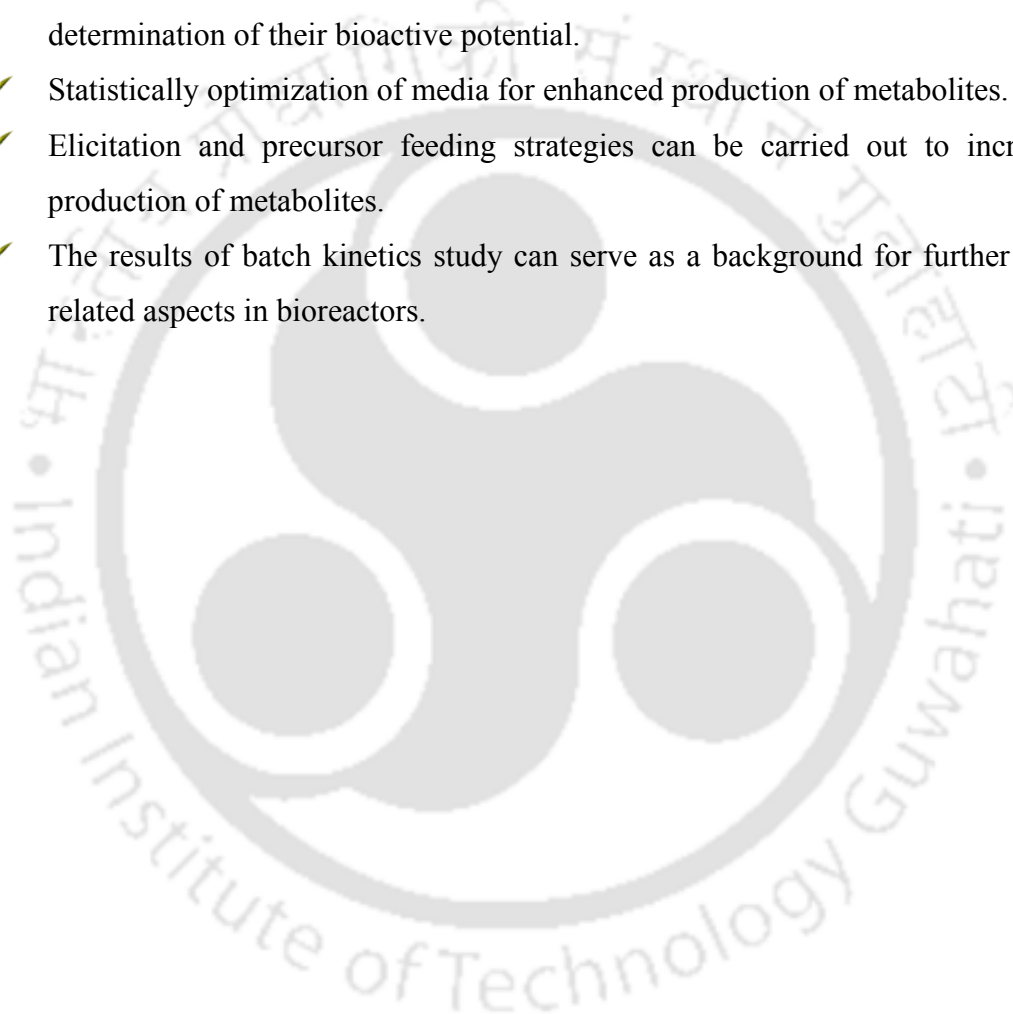 determination of their bioactive potential.
✓ Statistically optimization of media for enhanced production of metabolites.
✓ Elicitation and precursor feeding strategies can be carried out to incr
production of metabolites.
✓ The results of batch kinetics study can serve as a background for further
related aspects in bioreactors.
Indian Institute of Technology Guwahati